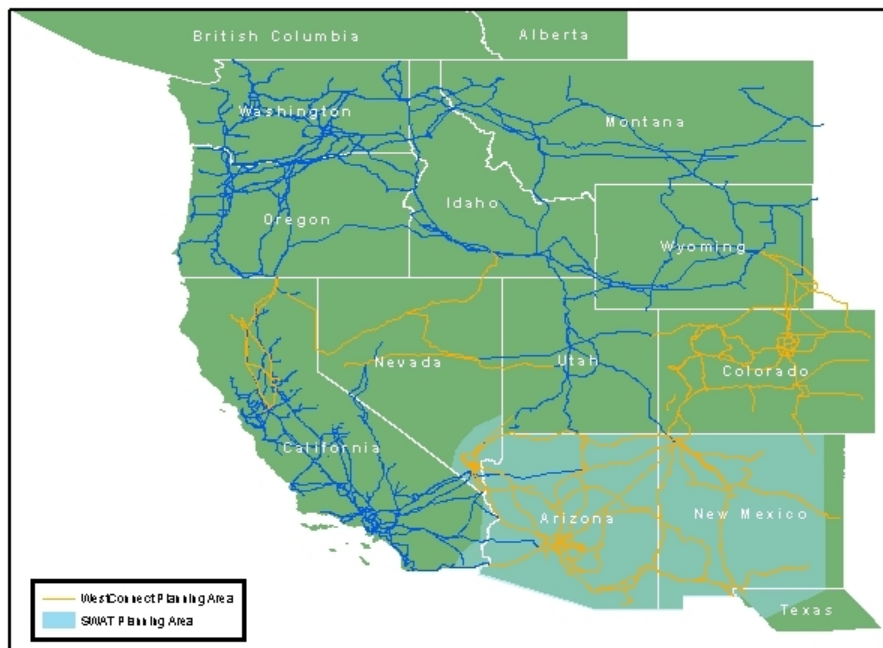 British Columbia
Alberta
Washington
Montana
Oregon
Idaho
Wyoming
Nevada
Utah
Colorado
California
Arizona
New Mexico
Texas
WestConnect Planning Area
SWAT Planning Area